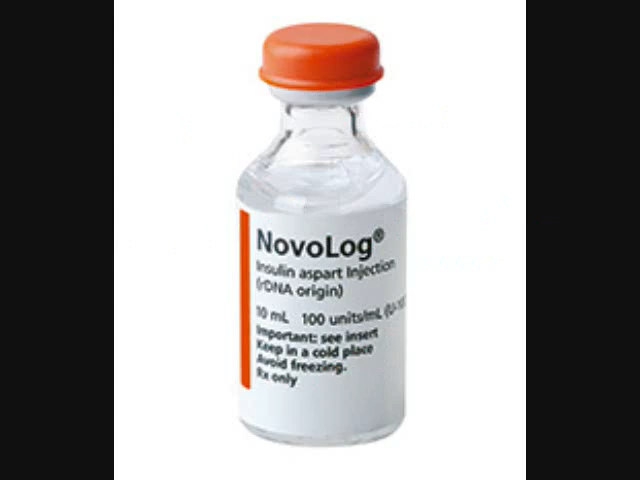 NovoLog®
Insulin aspart Injection
(rDNA origin)
10 mL 100 units/mL
Important: see insert
Keep in a cold place
Avoid freezing.
Rx only